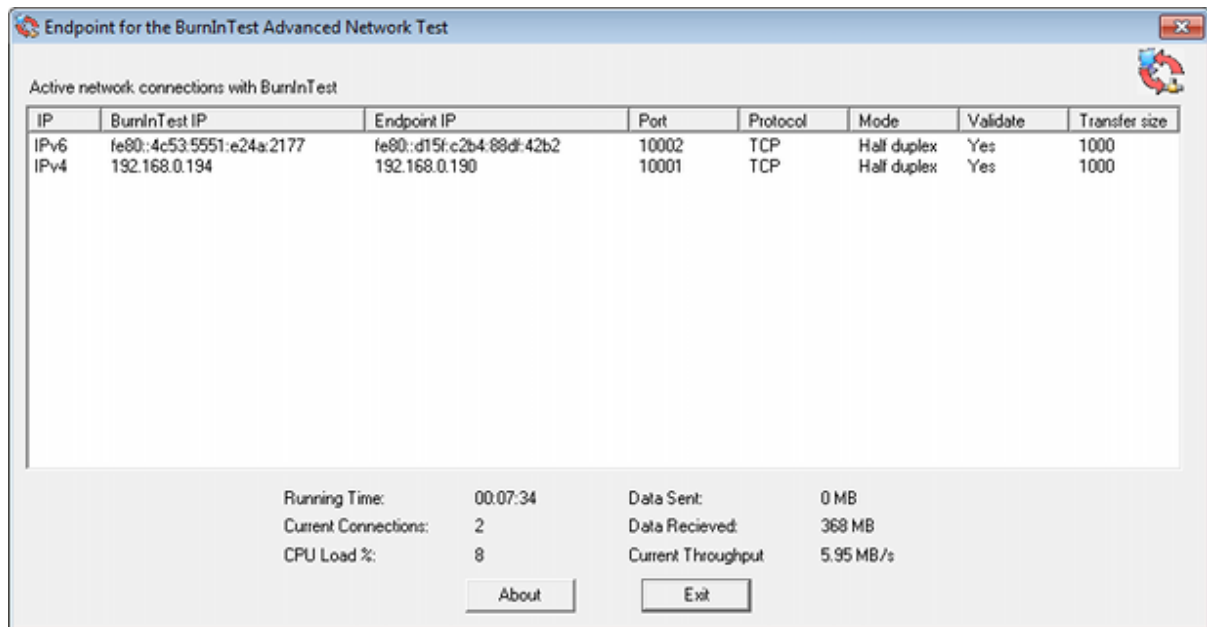 Endpoint for the BurnInTest Advanced Network Test
Active network connections with BurnInTest
IP BurnInTest IP Endpoint IP Port Protocol Mode Validate Transfer size
IPv6 fe80::4c53:5551:e24a:2177 fe80::d15f:c2b4:88df:42b2 10002 TCP Half duplex Yes 1000
IPv4 192.168.0.194 192.168.0.190 10001 TCP Half duplex Yes 1000
Running Time: 00:07:34 Data Sent: 0 MB
Current Connections: 2 Data Recieved: 368 MB
CPU Load %: 8 Current Throughput 5.95 MB/s
About Exit